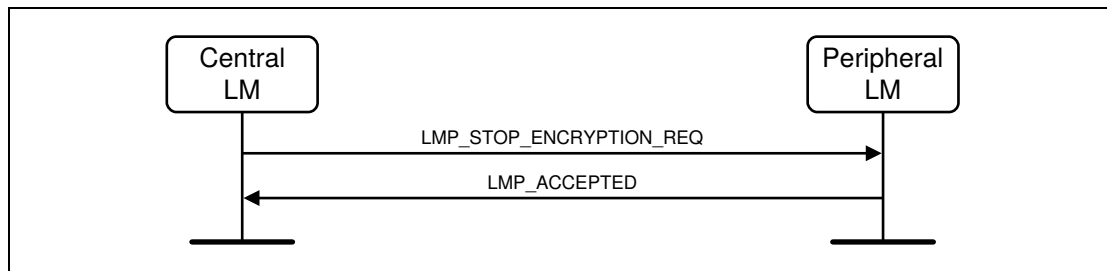 Central
LM
Peripheral
LM
LMP_STOP_ENCRYPTION_REQ
LMP_ACCEPTED